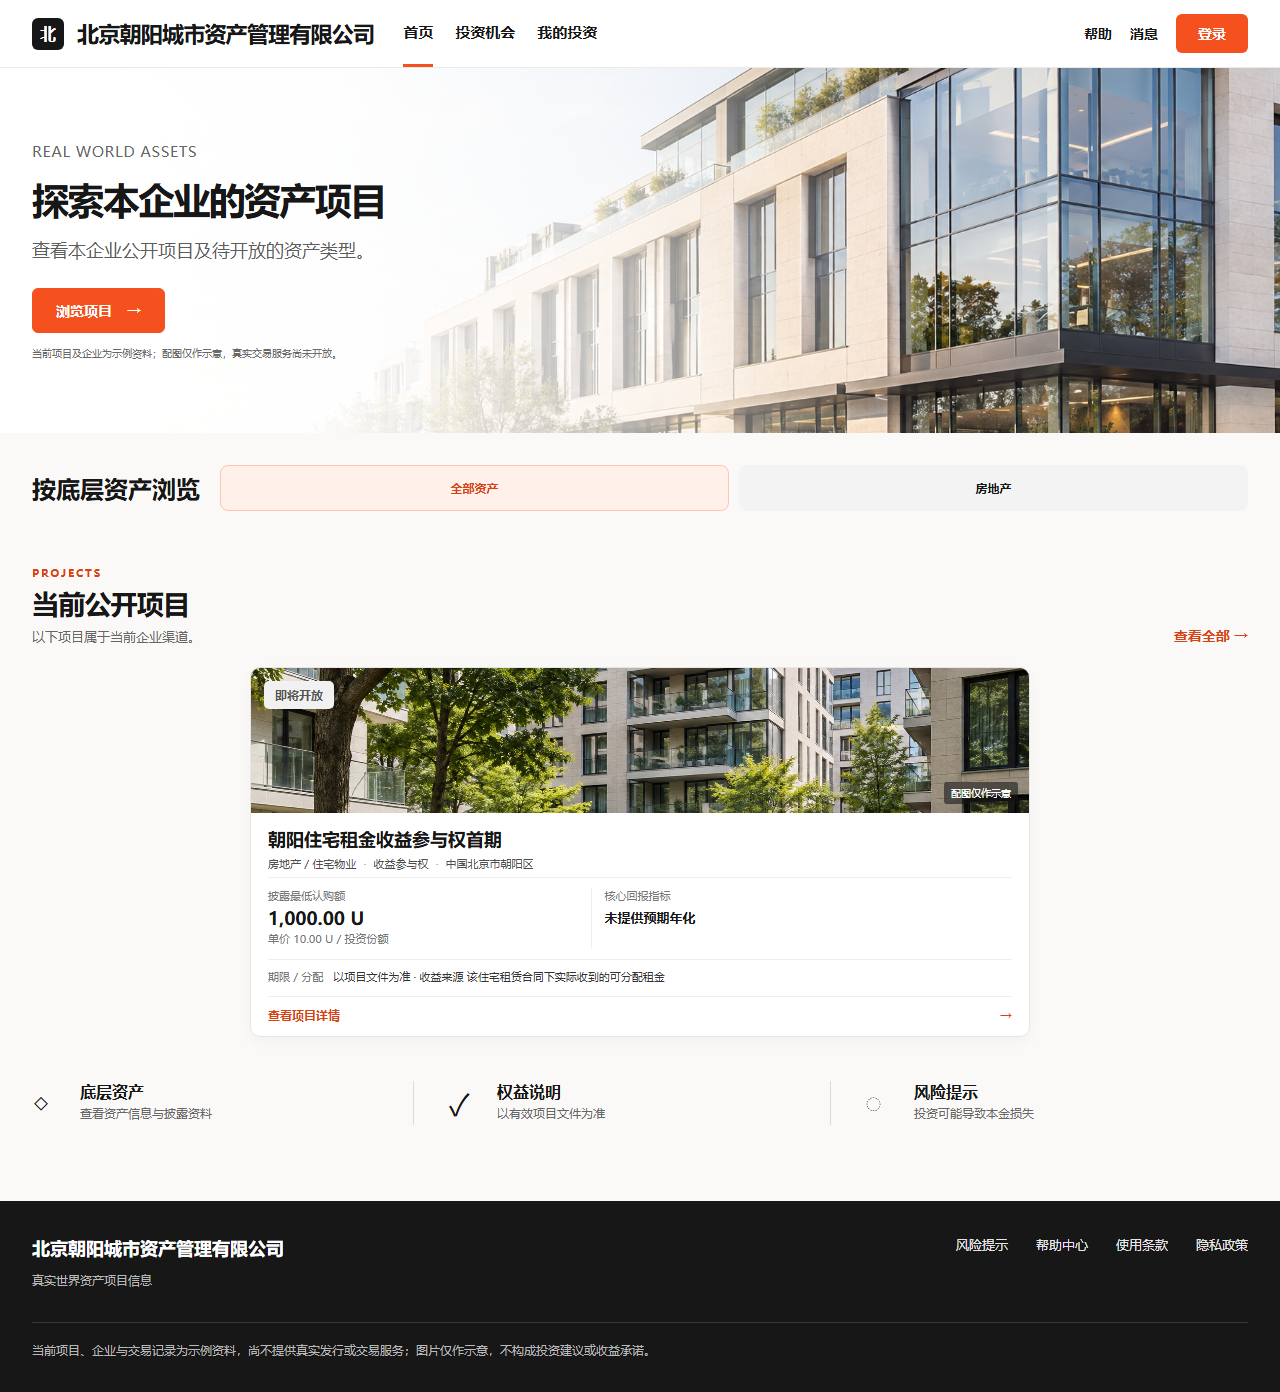 北 北京朝阳城市资产管理有限公司 首页 投资机会 我的投资 帮助 消息 登录
REAL WORLD ASSETS
探索本企业的资产项目
查看本企业公开项目及待开放的资产类型。
浏览项目 →
当前项目及企业为示例资料；配图仅作示意，真实交易服务尚未开放。
按底层资产浏览 全部资产 房地产
PROJECTS
当前公开项目
以下项目属于当前企业渠道。
查看全部 →
即将开放
配图仅作示意
朝阳住宅租金收益参与权首期
房地产 / 住宅物业 · 收益参与权 · 中国北京市朝阳区
披露最低认购额 核心回报指标
1,000.00 U 未提供预期年化
单价 10.00 U / 投资份额
期限 / 分配 以项目文件为准 · 收益来源 该住宅租赁合同下实际收到的可分配租金
查看项目详情 →
底层资产 权益说明 风险提示
查看资产信息与披露资料 以有效项目文件为准 投资可能导致本金损失
北京朝阳城市资产管理有限公司 风险提示 帮助中心 使用条款 隐私政策
真实世界资产项目信息
当前项目、企业与交易记录为示例资料，尚不提供真实发行或交易服务；图片仅作示意，不构成投资建议或收益承诺。